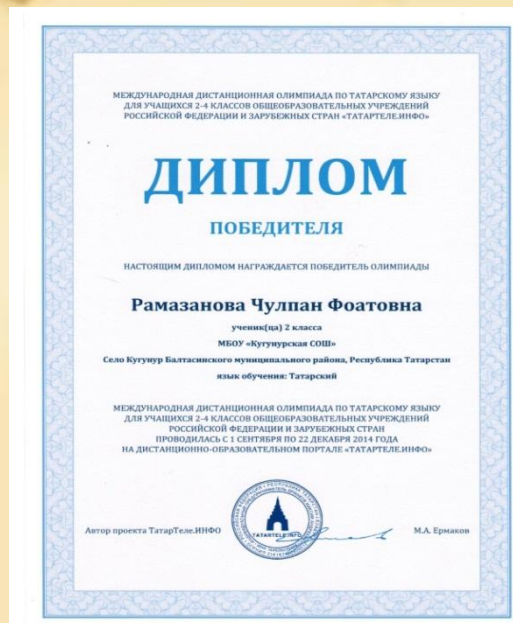 МЕЖДУНАРОДНАЯ ДИСТАНЦИОННАЯ ОЛИМПИАДА ПО ТАТАРСКОМУ ЯЗЫКУ
ДЛЯ УЧАЩИХСЯ 2-4 КЛАССОВ ОБЩЕОБРАЗОВАТЕЛЬНЫХ УЧРЕЖДЕНИЙ
РОССИЙСКОЙ ФЕДЕРАЦИИ И ЗАРУБЕЖНЫХ СТРАН «ТАТАРТЕЛЕ.ИНФО»
ДИПЛОМ
ПОБЕДИТЕЛЯ
НАСТОЯЩИМ ДИПЛОМОМ НАГРАЖДАЕТСЯ ПОБЕДИТЕЛЬ ОЛИМПИАДЫ
Рамазанова Чулпан Фоатовна
ученик(ца) 2 класса
МБОУ «Кугунурская СОШ»
Село Кугунур Балтасинского муниципального района, Республика Татарстан
язык обучения: Татарский
МЕЖДУНАРОДНАЯ ДИСТАНЦИОННАЯ ОЛИМПИАДА ПО ТАТАРСКОМУ ЯЗЫКУ
ДЛЯ УЧАЩИХСЯ 2-4 КЛАССОВ ОБЩЕОБРАЗОВАТЕЛЬНЫХ УЧРЕЖДЕНИЙ
РОССИЙСКОЙ ФЕДЕРАЦИИ И ЗАРУБЕЖНЫХ СТРАН
ПРОВОДИЛАСЬ С 1 СЕНТЯБРЯ ПО 22 ДЕКАБРЯ 2014 ГОДА
НА ДИСТАНЦИОННО-ОБРАЗОВАТЕЛЬНОМ ПОРТАЛЕ «ТАТАРТЕЛЕ.ИНФО»
Автор проекта ТатарТеле.ИНФО
TATARTELE.INFO
М.А. Ермаков